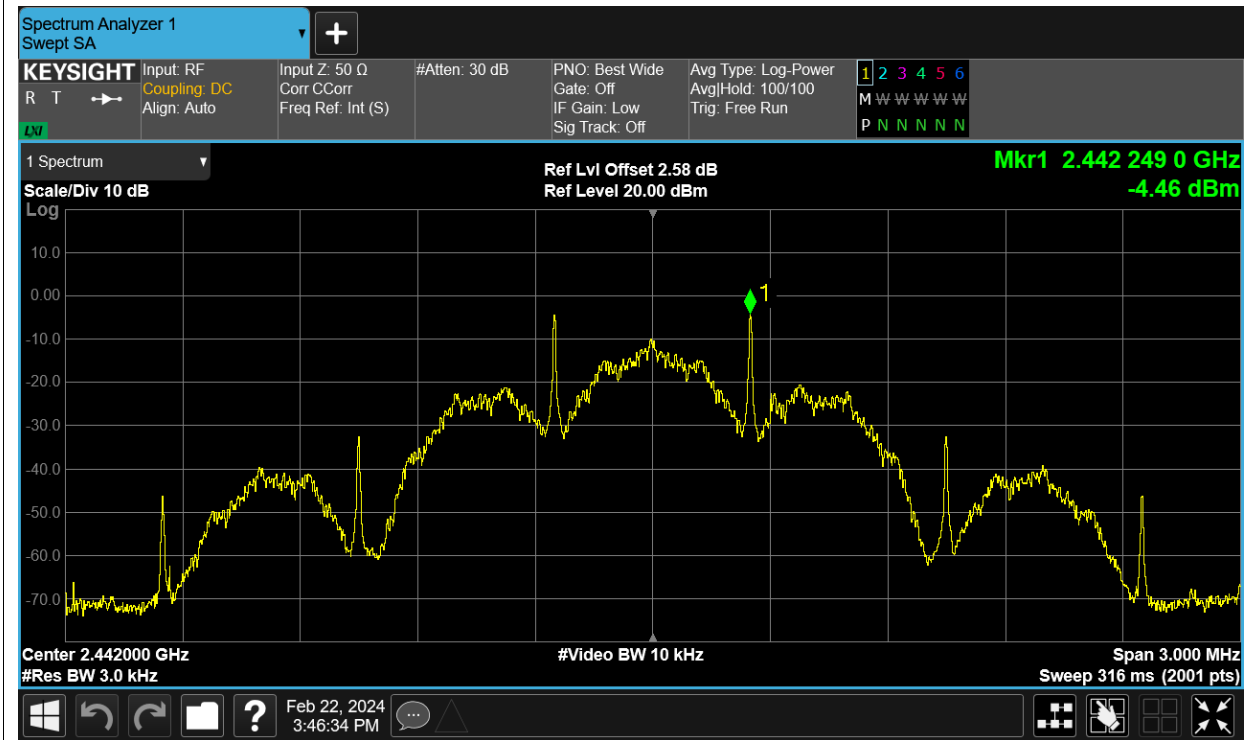 Spectrum Analyzer 1
Swept SA
KEYSIGHT
R T
LXI
Input: RF
Coupling: DC
Align: Auto
Input Z: 50 Ω
Corr CCorr
Freq Ref: Int (S)
#Atten: 30 dB
PNO: Best Wide
Gate: Off
IF Gain: Low
Sig Track: Off
Avg Type: Log-Power
Avg|Hold: 100/100
Trig: Free Run
1 2 3 4 5 6
M W W W W W
P N N N N N
1 Spectrum
Scale/Div 10 dB
Log
Ref Lvl Offset 2.58 dB
Ref Level 20.00 dBm
Mkr1 2.442 249 0 GHz
-4.46 dBm
10.0
0.00
-10.0
-20.0
-30.0
-40.0
-50.0
-60.0
-70.0
1
Center 2.442000 GHz
#Res BW 3.0 kHz
#Video BW 10 kHz
Span 3.000 MHz
Sweep 316 ms (2001 pts)
?
Feb 22, 2024
3:46:34 PM